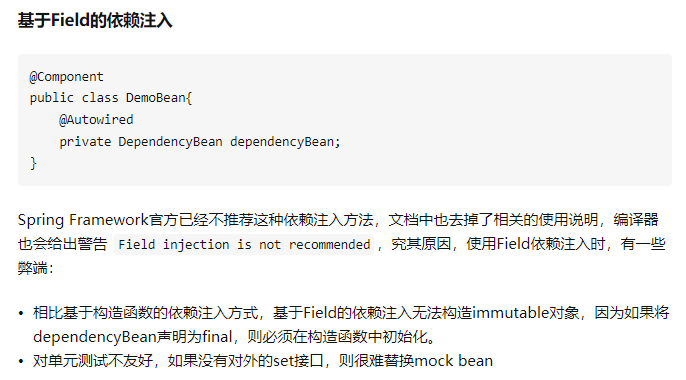 基于Field的依赖注入
@Component
public class DemoBean{
    @Autowired
    private DependencyBean dependencyBean;
}
Spring Framework官方已经不推荐这种依赖注入方法，文档中也去掉了相关的使用说明，编译器
也会给出警告 Field injection is not recommended ，究其原因，使用Field依赖注入时，有一些
弊端：
• 相比基于构造函数的依赖注入方式，基于Field的依赖注入无法构造immutable对象，因为如果将
dependencyBean声明为final，则必须在构造函数中初始化。
• 对单元测试不友好，如果没有对外的set接口，则很难替换mock bean